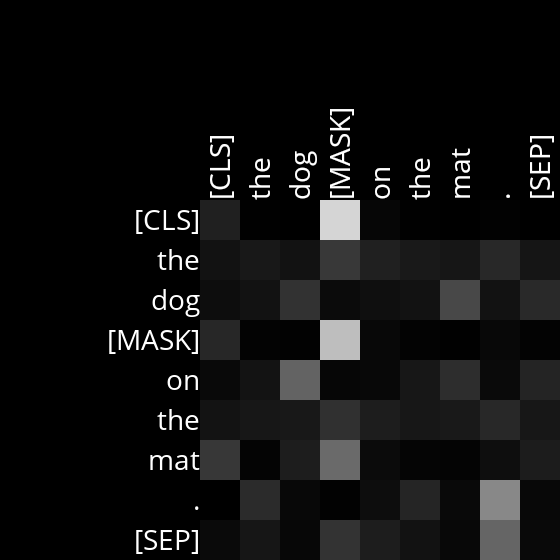 [CLS] the dog [MASK] on the mat . [SEP]
[CLS]
the
dog
[MASK]
on
the
mat
.
[SEP]